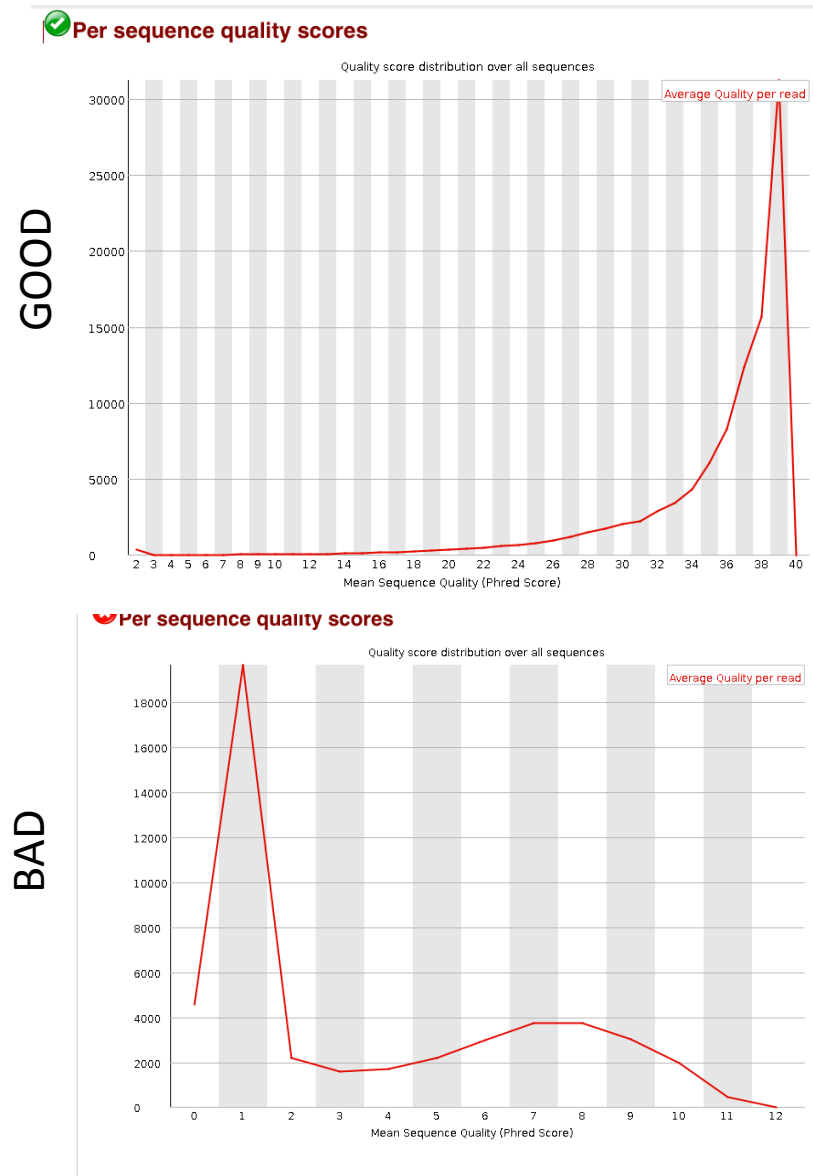 Per sequence quality scores
Quality score distribution over all sequences
Average Quality per read
30000
25000
20000
15000
10000
5000
0
2 3 4 5 6 7 8 9 10 12 14 16 18 20 22 24 26 28 30 32 34 36 38 40
Mean Sequence Quality (Phred Score)
GOOD
Per sequence quality scores
Quality score distribution over all sequences
Average Quality per read
18000
16000
14000
12000
10000
8000
6000
4000
2000
0
0 1 2 3 4 5 6 7 8 9 10 11 12
Mean Sequence Quality (Phred Score)
BAD